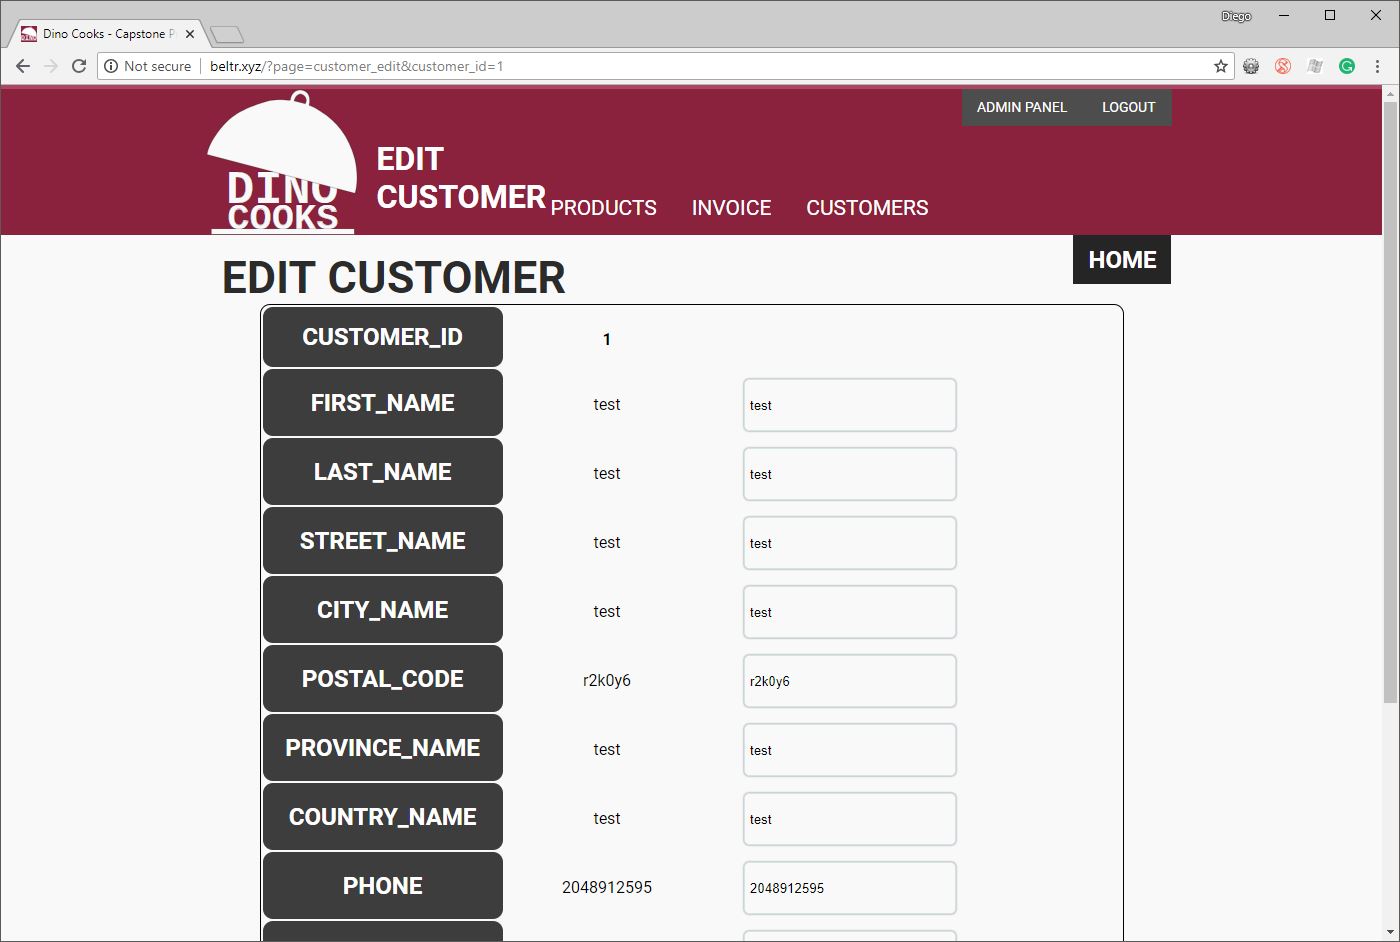 Diego
Dino Cooks - Capstone P
Not secure
beltr.xyz/?page=customer_edit&customer_id=1
ADMIN PANEL
LOGOUT
DINO
COOKS
EDIT
CUSTOMER
PRODUCTS
INVOICE
CUSTOMERS
HOME
EDIT CUSTOMER
CUSTOMER_ID 1
FIRST_NAME test test
LAST_NAME test test
STREET_NAME test test
CITY_NAME test test
POSTAL_CODE r2k0y6 r2k0y6
PROVINCE_NAME test test
COUNTRY_NAME test test
PHONE 2048912595 2048912595